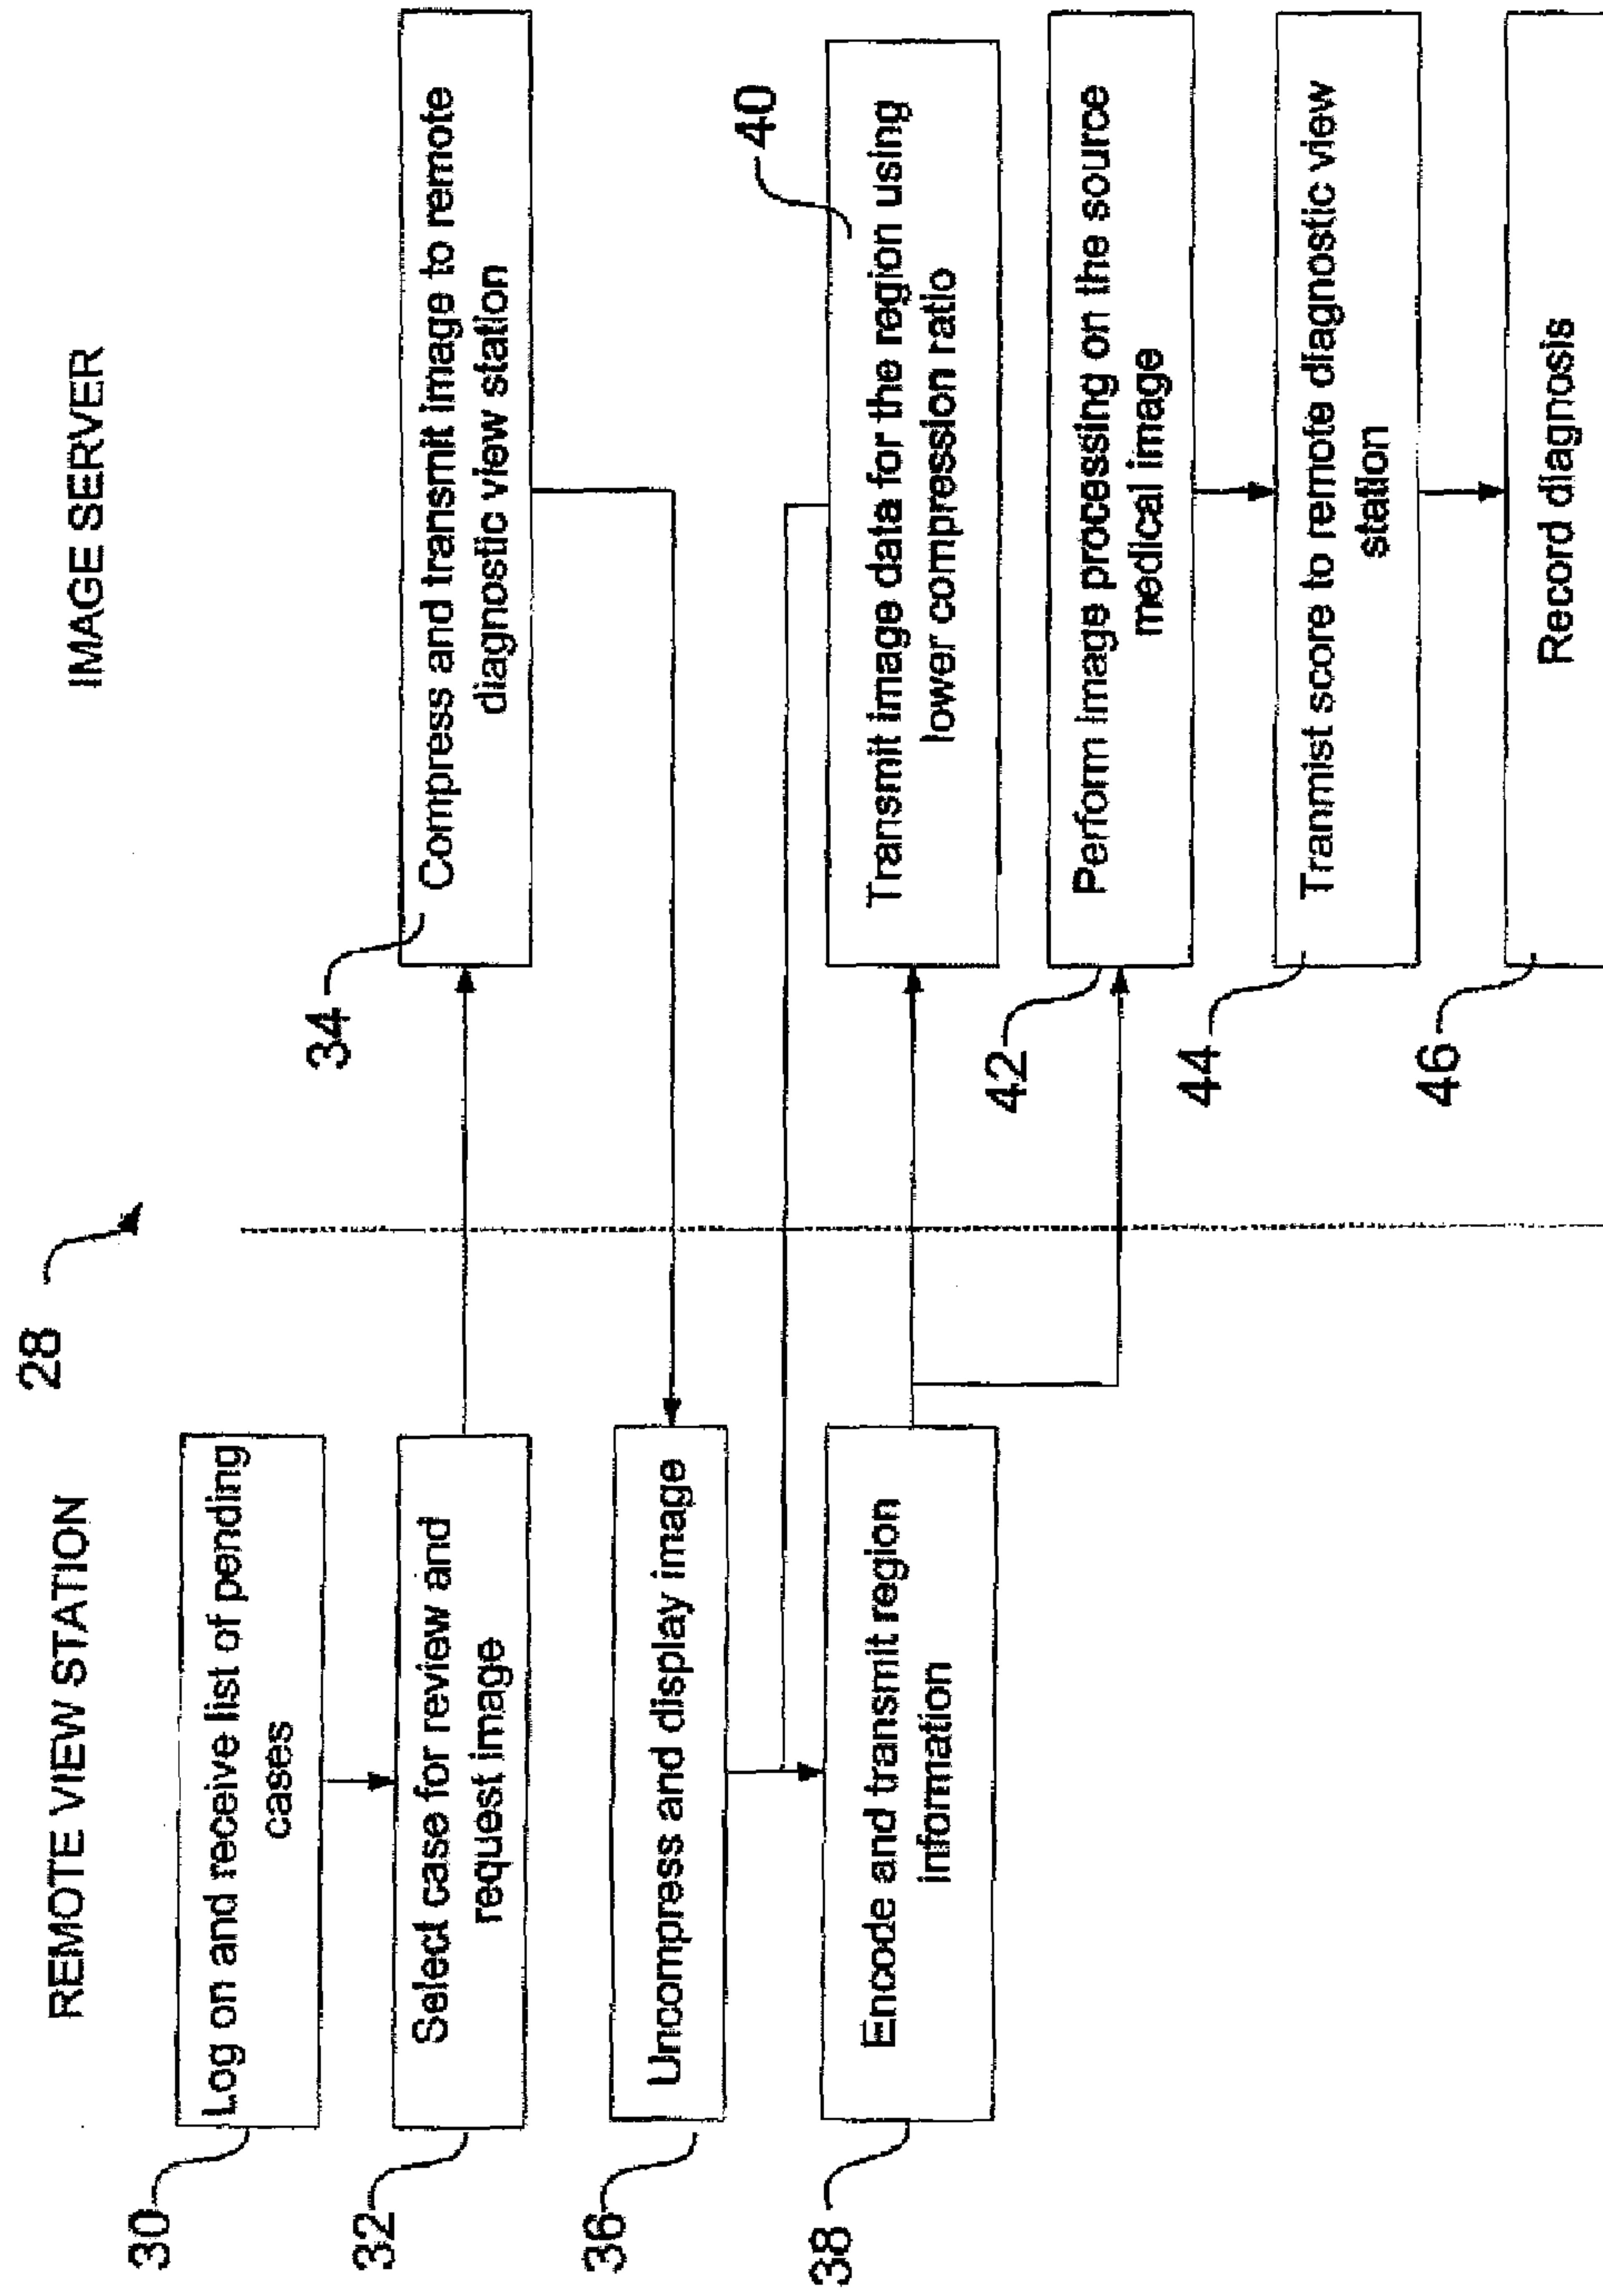 28
REMOTE VIEW STATION
IMAGE SERVER
30
Log on and receive list of pending
cases
32
Select case for review and
request image
34
Compress and transmit image to remote
diagnostic view station
36
Uncompress and display image
38
Encode and transmit region
information
40
Transmit image data for the region using
lower compression ratio
42
Perform image processing on the source
medical image
44
Tranmist score to remote diagnostic view
station
46
Record diagnosis